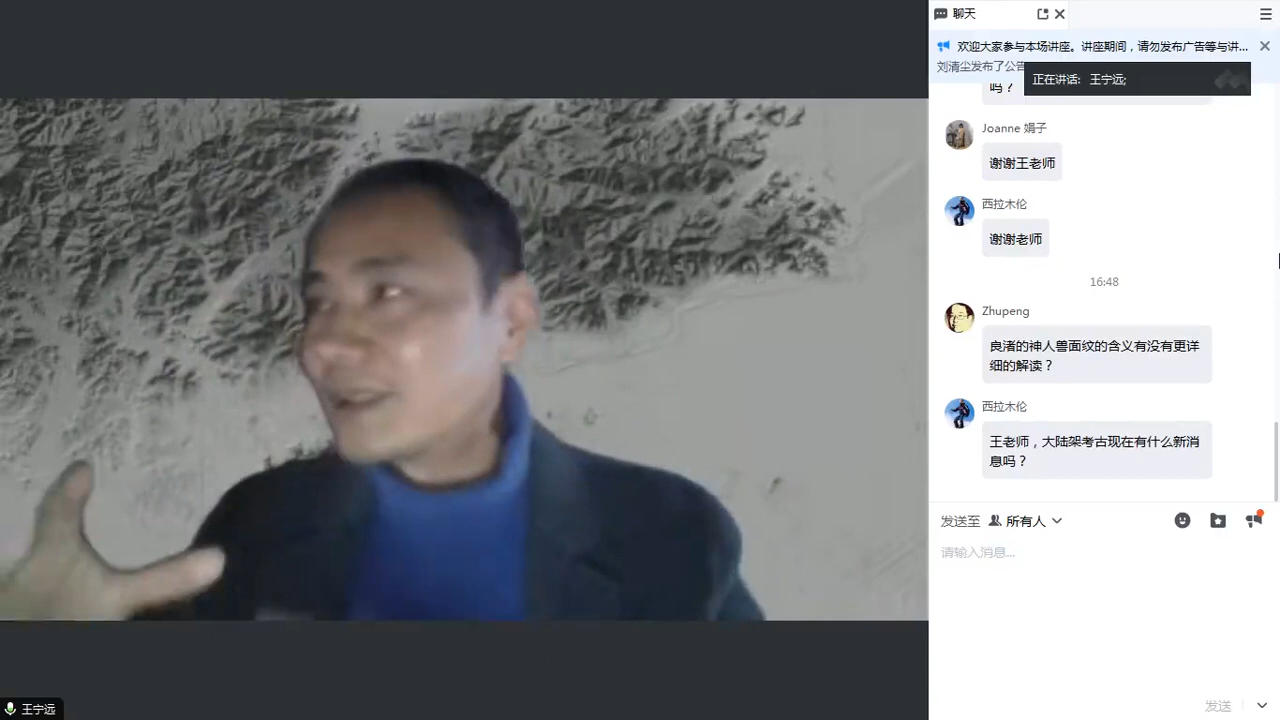 聊天
欢迎大家参与本场讲座。讲座期间，请勿发布广告等与讲...
刘清尘发布了公告
正在讲话: 王宁远;
吗？
Joanne 娟子
谢谢王老师
西拉木伦
谢谢老师
16:48
Zhupeng
良渚的神人兽面纹的含义有没有更详
细的解读？
西拉木伦
王老师，大陆架考古现在有什么新消
息吗？
发送至 所有人
请输入消息...
发送
王宁远